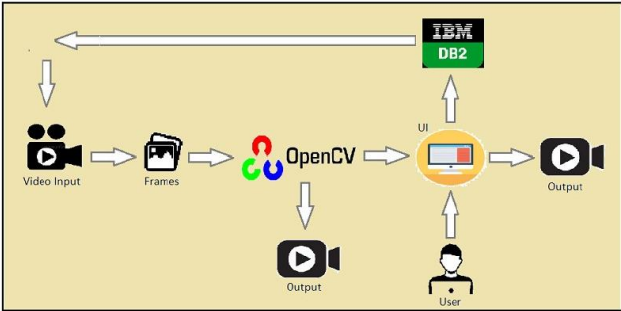 IBM
DB2
UI
OpenCV
Video Input
Frames
Output
Output
User